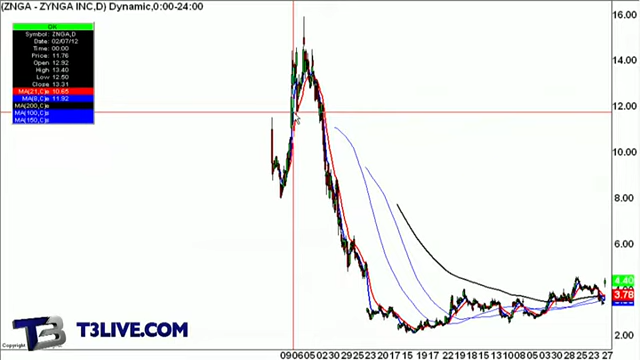 (ZNGA - ZYNGA INC,D) Dynamic,0:00-24:00
OK
Symbol: ZNGA,D
Date: 02/07/12
Time: 00:00
Price: 11.76
Open: 12.92
High: 13.40
Low: 12.50
Close: 13.31
MA(21,C)= 10.65
MA(8,C)= 11.92
MA(200,C)=
MA(100,C)=
MA(150,C)=
16.00
14.00
12.00
10.00
8.00
6.00
4.40
3.78
2.00
T3 T3LIVE.COM
Copyright